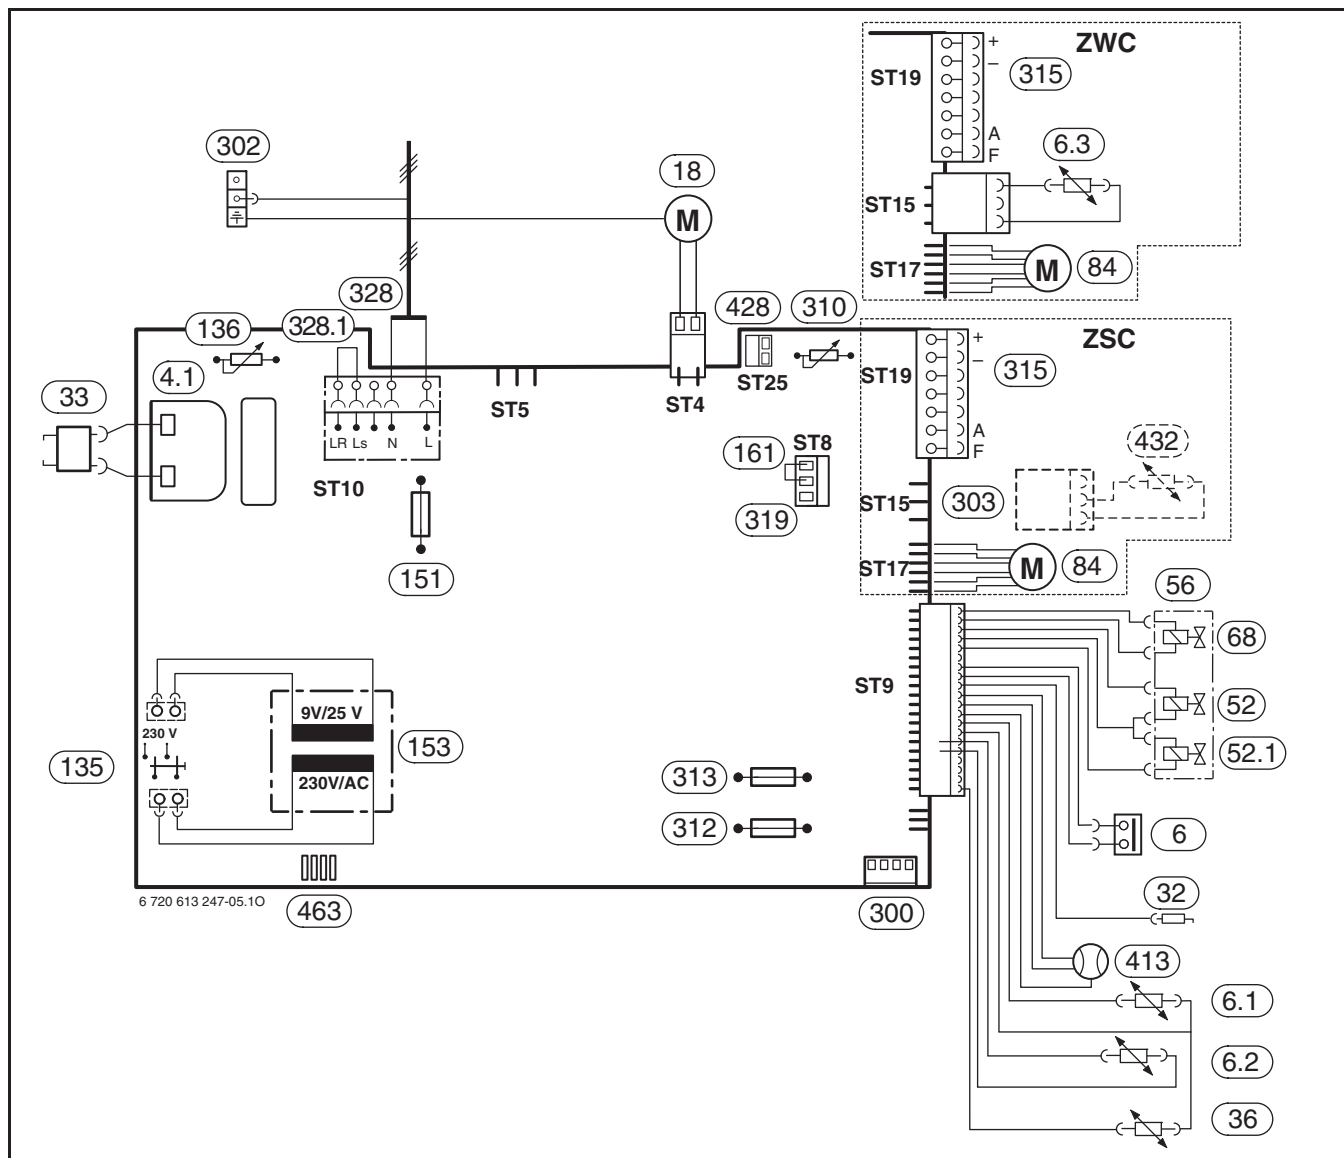 ZWC
+
−
ST19
315
A
F
6.3
ST15
ST17
M
84
302
18
M
328
428
310
136
328.1
4.1
33
ST5
ST4
ST25
ZSC
+
−
ST19
315
A
F
LR Ls N L
ST10
ST8
161
319
432
303
ST15
151
ST17
M
84
56
68
ST9
52
52.1
9V/25 V
230 V
153
135
230V/AC
313
312
6
463
300
32
6 720 613 247-05.1O
413
6.1
6.2
36